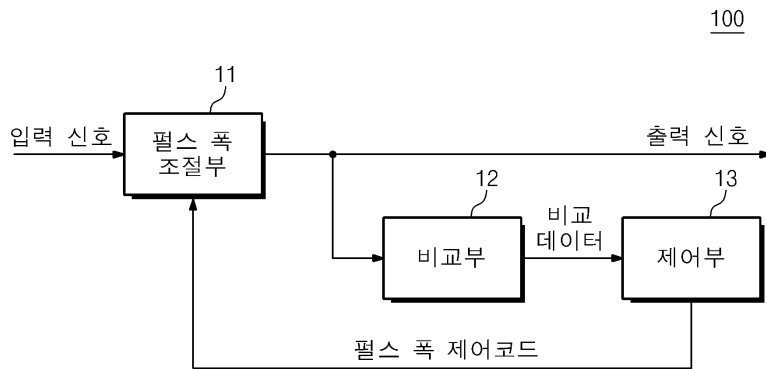 100
11
입력 신호
펄스 폭
조절부
출력 신호
12
비교부
비교
데이터
13
제어부
펄스 폭 제어코드